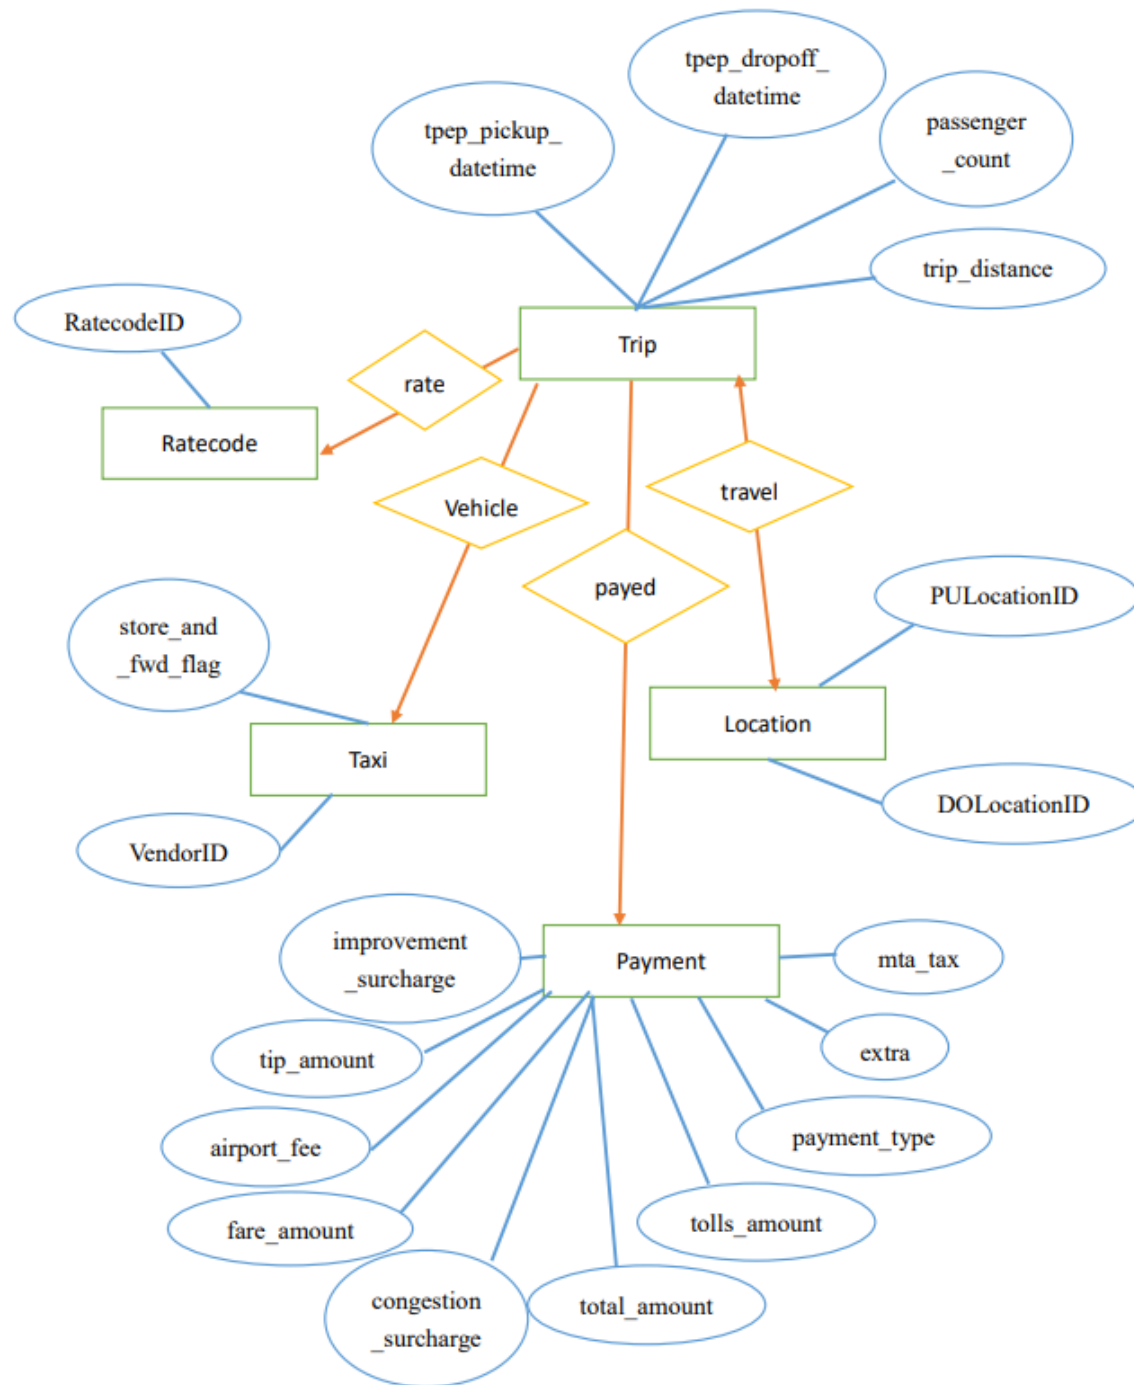 tpep_dropoff_
datetime
tpep_pickup_
datetime
passenger
_count
trip_distance
RatecodeID
Trip
rate
Ratecode
Vehicle
travel
payed
PULocationID
store_and
_fwd_flag
Location
Taxi
DOLocationID
VendorID
improvement
_surcharge
Payment
mta_tax
tip_amount
extra
airport_fee
payment_type
fare_amount
tolls_amount
congestion
_surcharge
total_amount